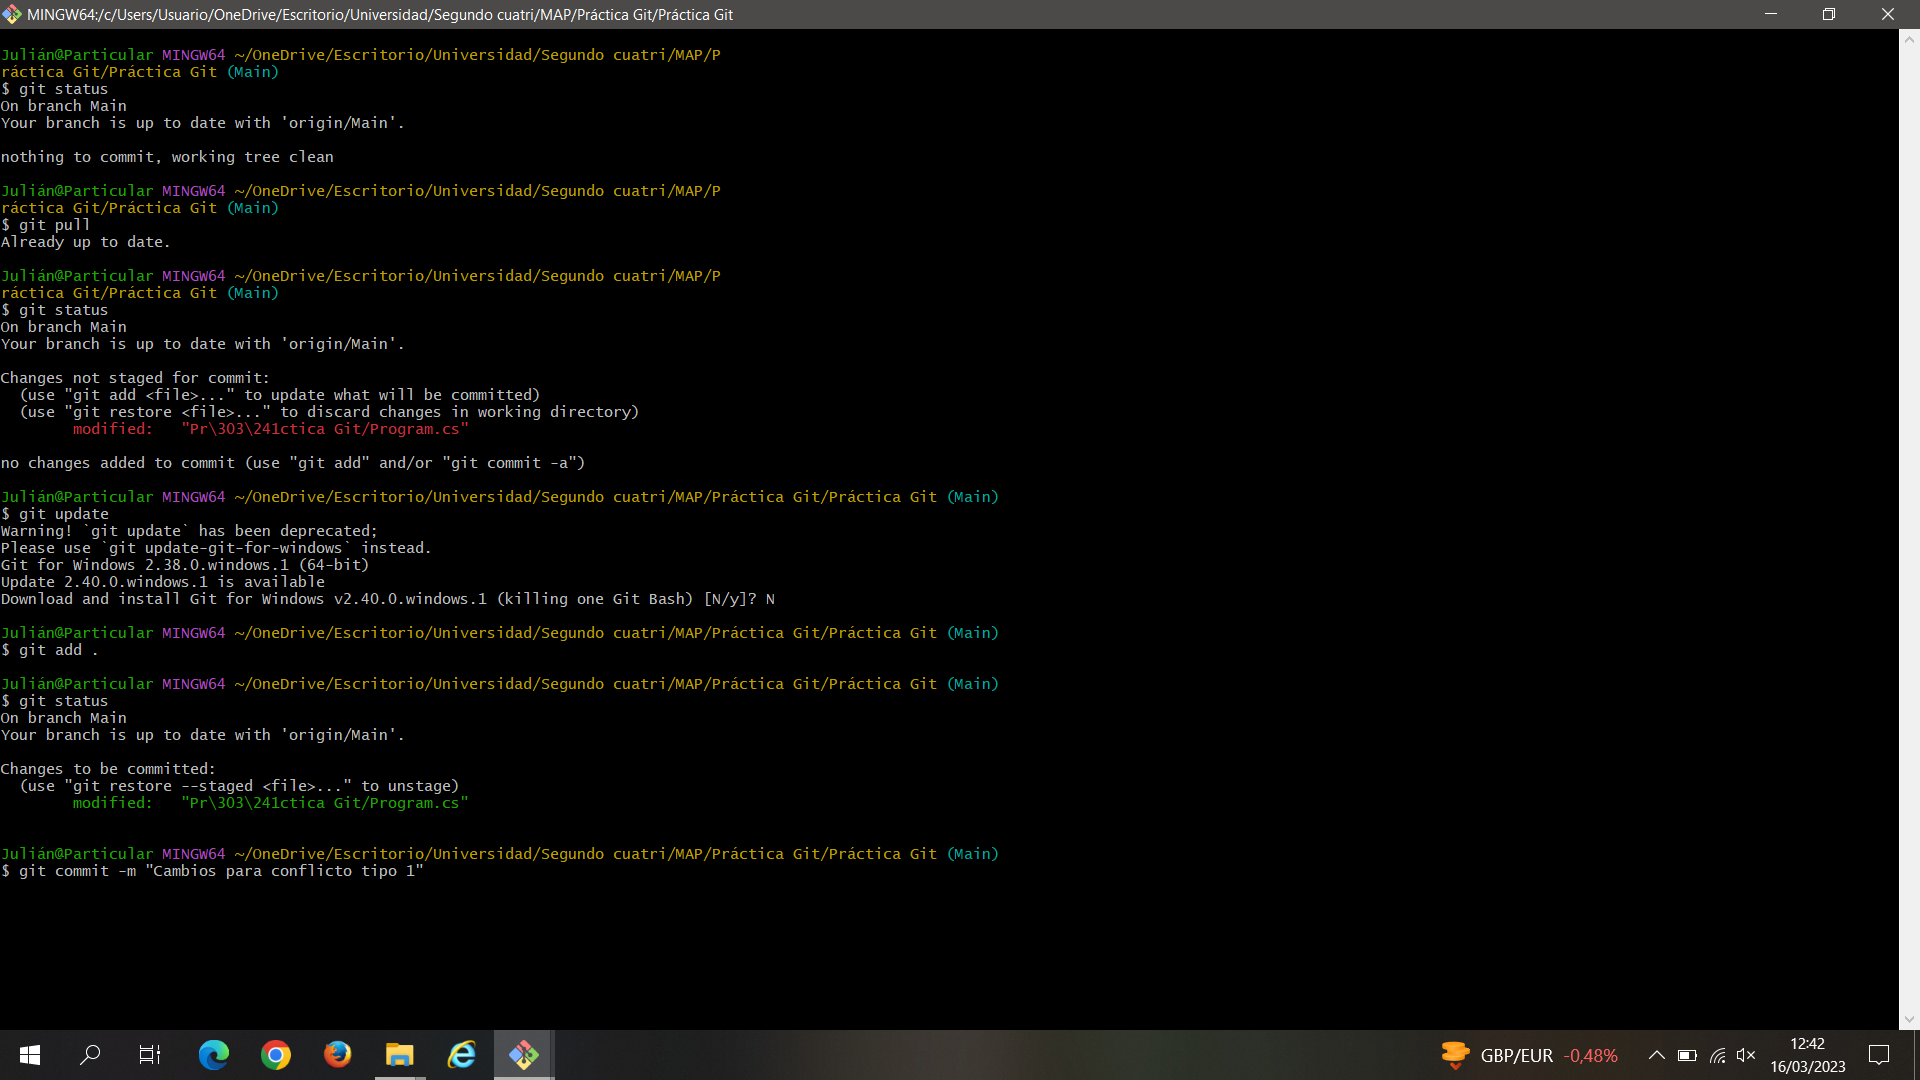 MINGW64:/c/Users/Usuario/OneDrive/Escritorio/Universidad/Segundo cuatri/MAP/Práctica Git/Práctica Git
Julián@Particular MINGW64 ~/OneDrive/Escritorio/Universidad/Segundo cuatri/MAP/P
ráctica Git/Práctica Git (Main)
$ git status
On branch Main
Your branch is up to date with 'origin/Main'.
nothing to commit, working tree clean
Julián@Particular MINGW64 ~/OneDrive/Escritorio/Universidad/Segundo cuatri/MAP/P
ráctica Git/Práctica Git (Main)
$ git pull
Already up to date.
Julián@Particular MINGW64 ~/OneDrive/Escritorio/Universidad/Segundo cuatri/MAP/P
ráctica Git/Práctica Git (Main)
$ git status
On branch Main
Your branch is up to date with 'origin/Main'.
Changes not staged for commit:
  (use "git add <file>..." to update what will be committed)
  (use "git restore <file>..." to discard changes in working directory)
        modified:   "Pr\303\241ctica Git/Program.cs"
no changes added to commit (use "git add" and/or "git commit -a")
Julián@Particular MINGW64 ~/OneDrive/Escritorio/Universidad/Segundo cuatri/MAP/Práctica Git/Práctica Git (Main)
$ git update
Warning! `git update` has been deprecated;
Please use `git update-git-for-windows` instead.
Git for Windows 2.38.0.windows.1 (64-bit)
Update 2.40.0.windows.1 is available
Download and install Git for Windows v2.40.0.windows.1 (killing one Git Bash) [N/y]? N
Julián@Particular MINGW64 ~/OneDrive/Escritorio/Universidad/Segundo cuatri/MAP/Práctica Git/Práctica Git (Main)
$ git add .
Julián@Particular MINGW64 ~/OneDrive/Escritorio/Universidad/Segundo cuatri/MAP/Práctica Git/Práctica Git (Main)
$ git status
On branch Main
Your branch is up to date with 'origin/Main'.
Changes to be committed:
  (use "git restore --staged <file>..." to unstage)
        modified:   "Pr\303\241ctica Git/Program.cs"
Julián@Particular MINGW64 ~/OneDrive/Escritorio/Universidad/Segundo cuatri/MAP/Práctica Git/Práctica Git (Main)
$ git commit -m "Cambios para conflicto tipo 1"
GBP/EUR -0,48%
12:42
16/03/2023